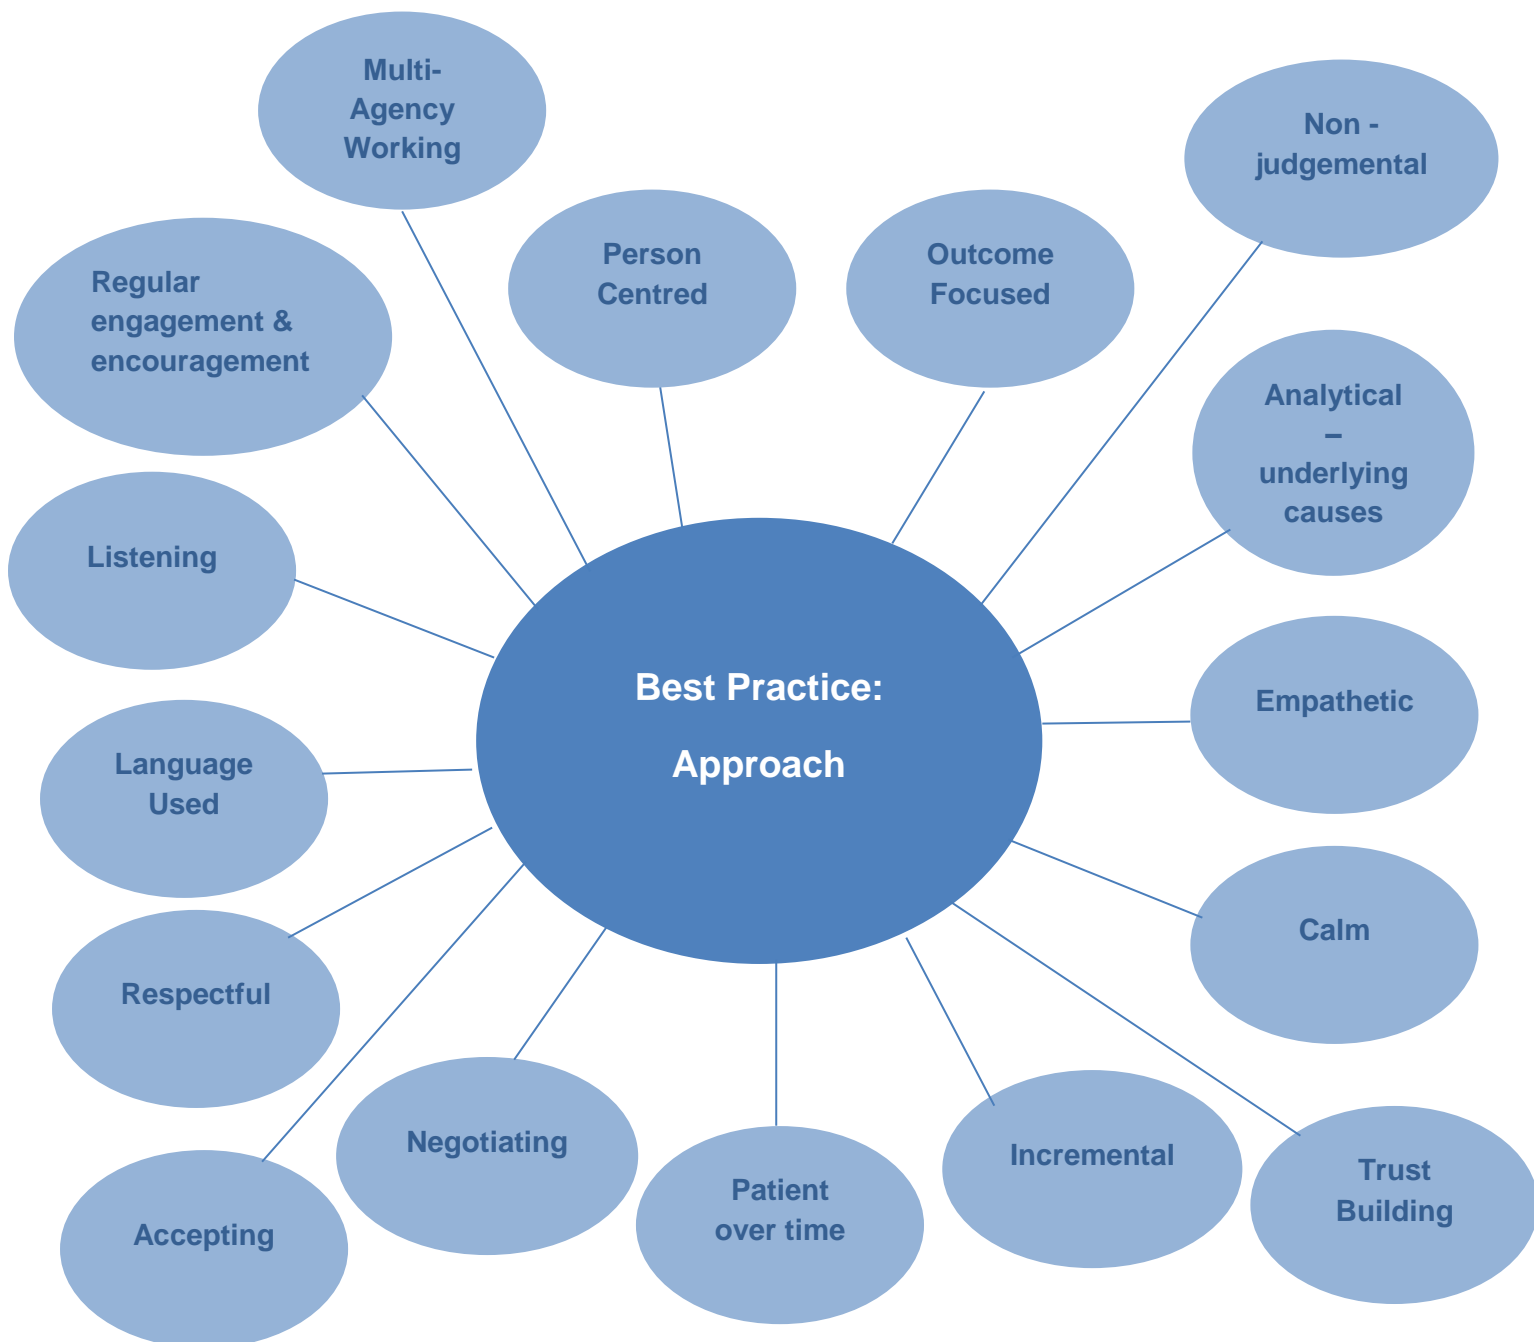 Multi-
Agency
Working
Non -
judgemental
Person
Centred
Outcome
Focused
Regular
engagement &
encouragement
Analytical
–
underlying
causes
Listening
Best Practice:
Approach
Empathetic
Language
Used
Calm
Respectful
Negotiating
Incremental
Trust
Building
Patient
over time
Accepting